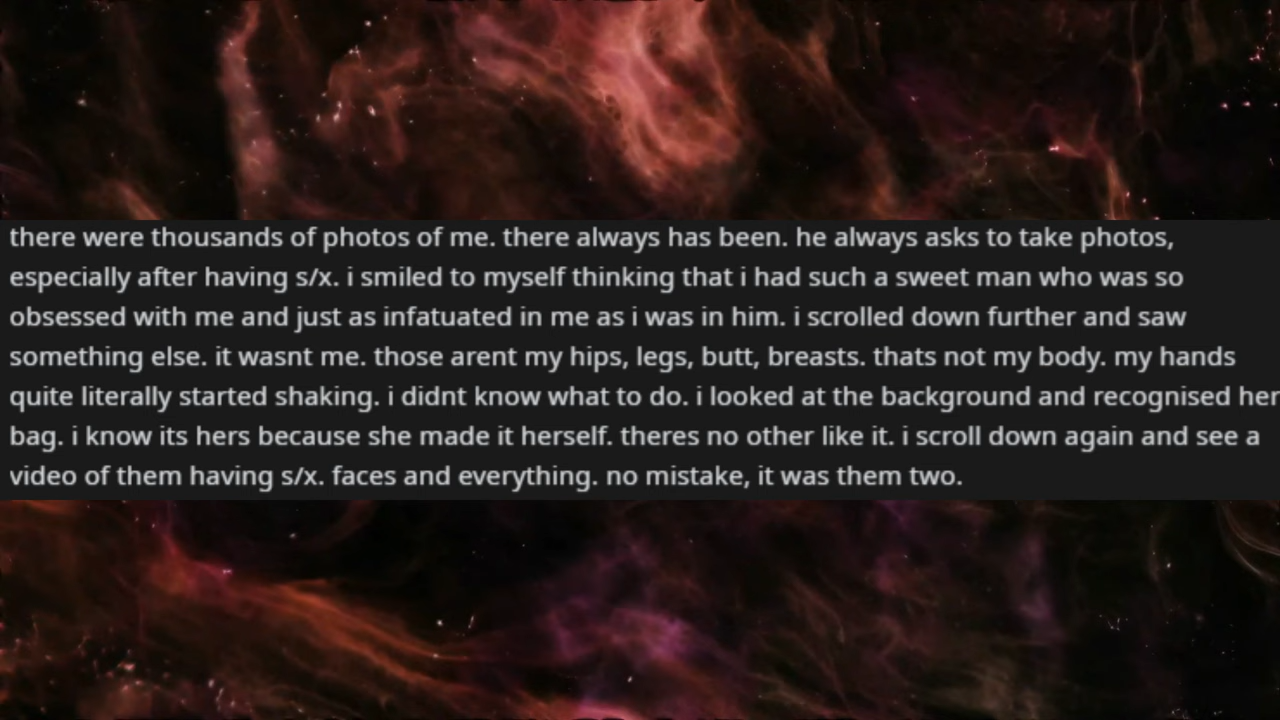 there were thousands of photos of me. there always has been. he always asks to take photos,
especially after having s/x. i smiled to myself thinking that i had such a sweet man who was so
obsessed with me and just as infatuated in me as i was in him. i scrolled down further and saw
something else. it wasnt me. those arent my hips, legs, butt, breasts. thats not my body. my hands
quite literally started shaking. i didnt know what to do. i looked at the background and recognised her
bag. i know its hers because she made it herself. theres no other like it. i scroll down again and see a
video of them having s/x. faces and everything. no mistake, it was them two.